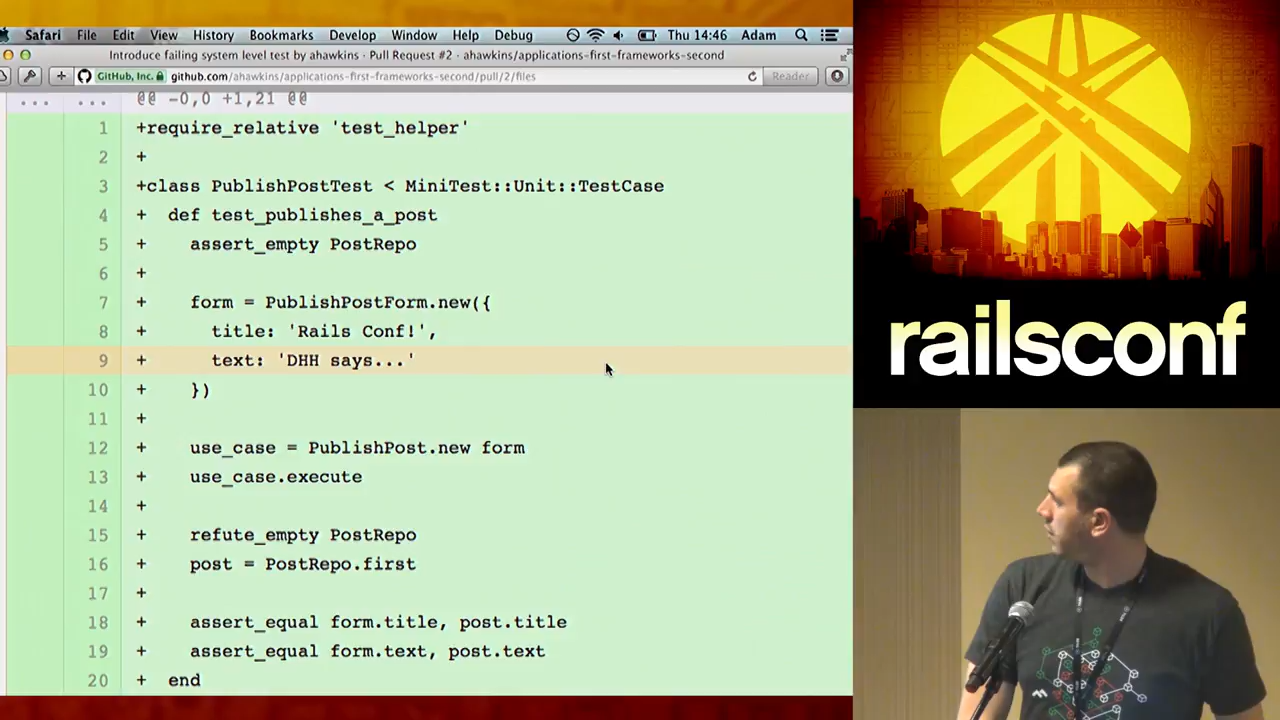 Safari File Edit View History Bookmarks Develop Window Help Debug Thu 14:46 Adam
Introduce failing system level test by ahawkins · Pull Request #2 · ahawkins/applications-first-frameworks-second
GitHub, Inc. github.com/ahawkins/applications-first-frameworks-second/pull/2/files Reader
... ... @@ -0,0 +1,21 @@
1 +require_relative 'test_helper'
2 +
3 +class PublishPostTest < MiniTest::Unit::TestCase
4 + def test_publishes_a_post
5 + assert_empty PostRepo
6 +
7 + form = PublishPostForm.new({
8 + title: 'Rails Conf!',
9 + text: 'DHH says...'
10 + })
11 +
12 + use_case = PublishPost.new form
13 + use_case.execute
14 +
15 + refute_empty PostRepo
16 + post = PostRepo.first
17 +
18 + assert_equal form.title, post.title
19 + assert_equal form.text, post.text
20 + end
railsconf